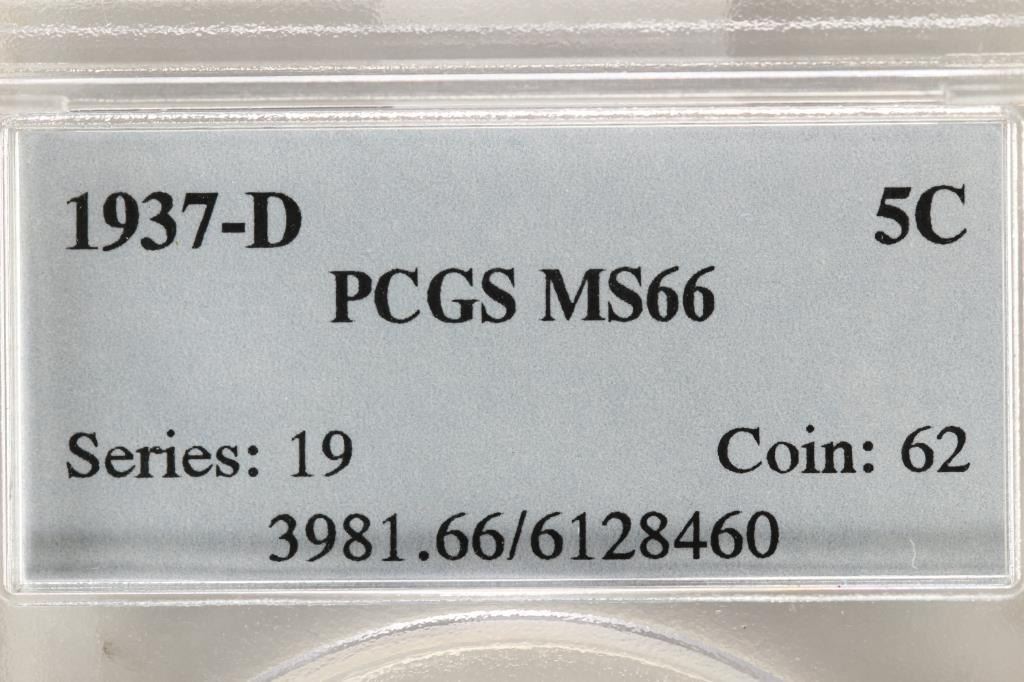 1937-D 5C
PCGS MS66
Series: 19 Coin: 62
3981.66/6128460